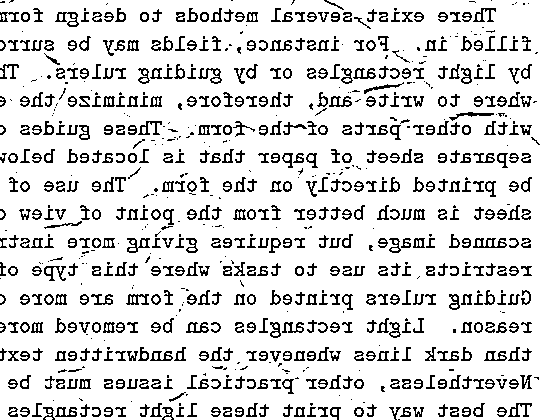 There exist several methods to design form
filled in. For instance, fields may be surro
by light rectangles or by guiding rulers. Th
where to write and, therefore, minimize the e
with other parts of the form. These guides c
separate sheet of paper that is located below
be printed directly on the form. The use of
sheet is much better from the point of view o
scanned image, but requires giving more instr
restricts its use to tasks where this type of
Guiding rulers printed on the form are more c
reason. Light rectangles can be removed more
than dark lines whenever the handwritten text
Nevertheless, other practical issues must be
The best way to print these light rectangles